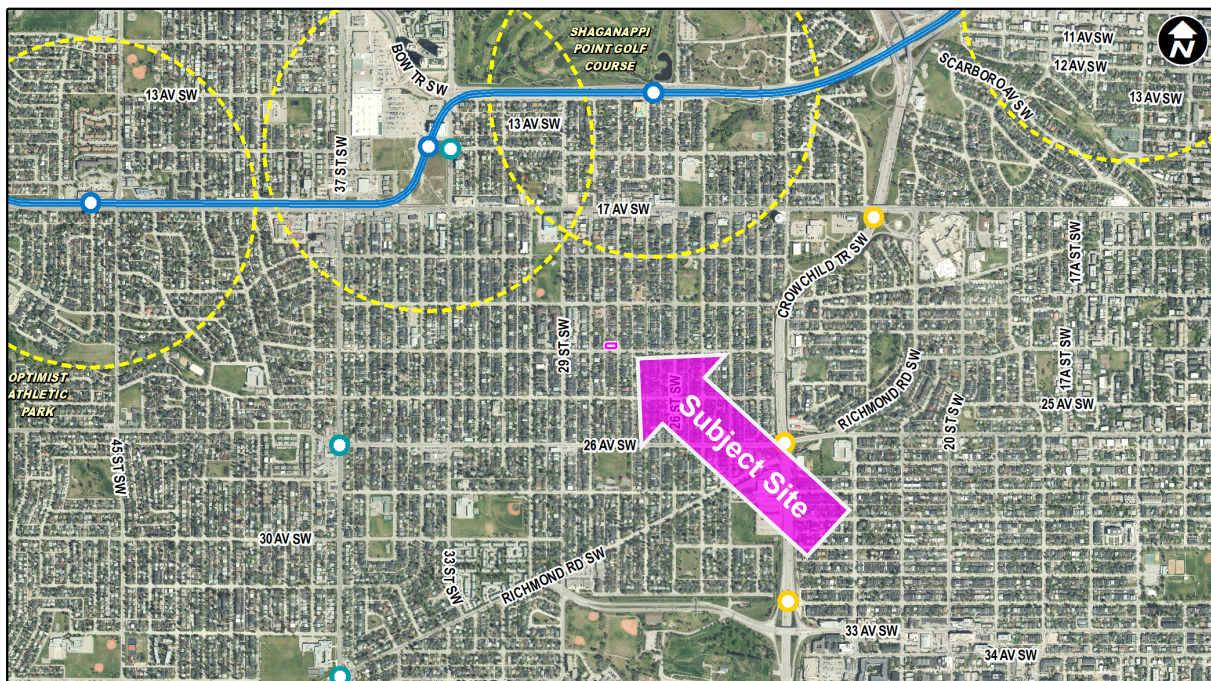 SHAGANAPPI
POINT GOLF
COURSE
N
11 AV SW
12 AV SW
BOW TR SW
SCARBORO AV SW
13 AV SW
13 AV SW
13 AV SW
37 ST SW
17 AV SW
CROWCHILD TR SW
17A ST SW
29 ST SW
17A ST SW
OPTIMIST
ATHLETIC
PARK
26 ST SW
Subject Site
RICHMOND RD SW
25 AV SW
20 ST SW
45 ST SW
26 AV SW
30 AV SW
33 ST SW
RICHMOND RD SW
33 AV SW
34 AV SW